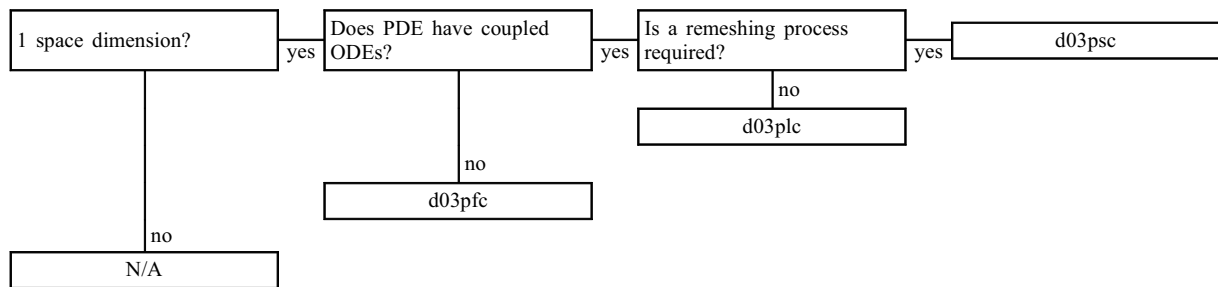 1 space dimension?
yes
Does PDE have coupled
ODEs?
yes
Is a remeshing process
required?
yes
d03psc
no
d03plc
no
d03pfc
no
N/A